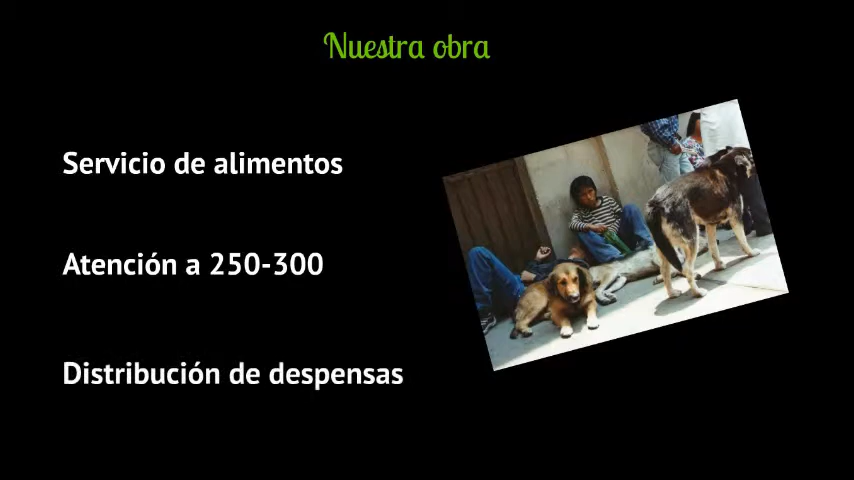 Nuestra obra
Servicio de alimentos
Atención a 250-300
Distribución de despensas